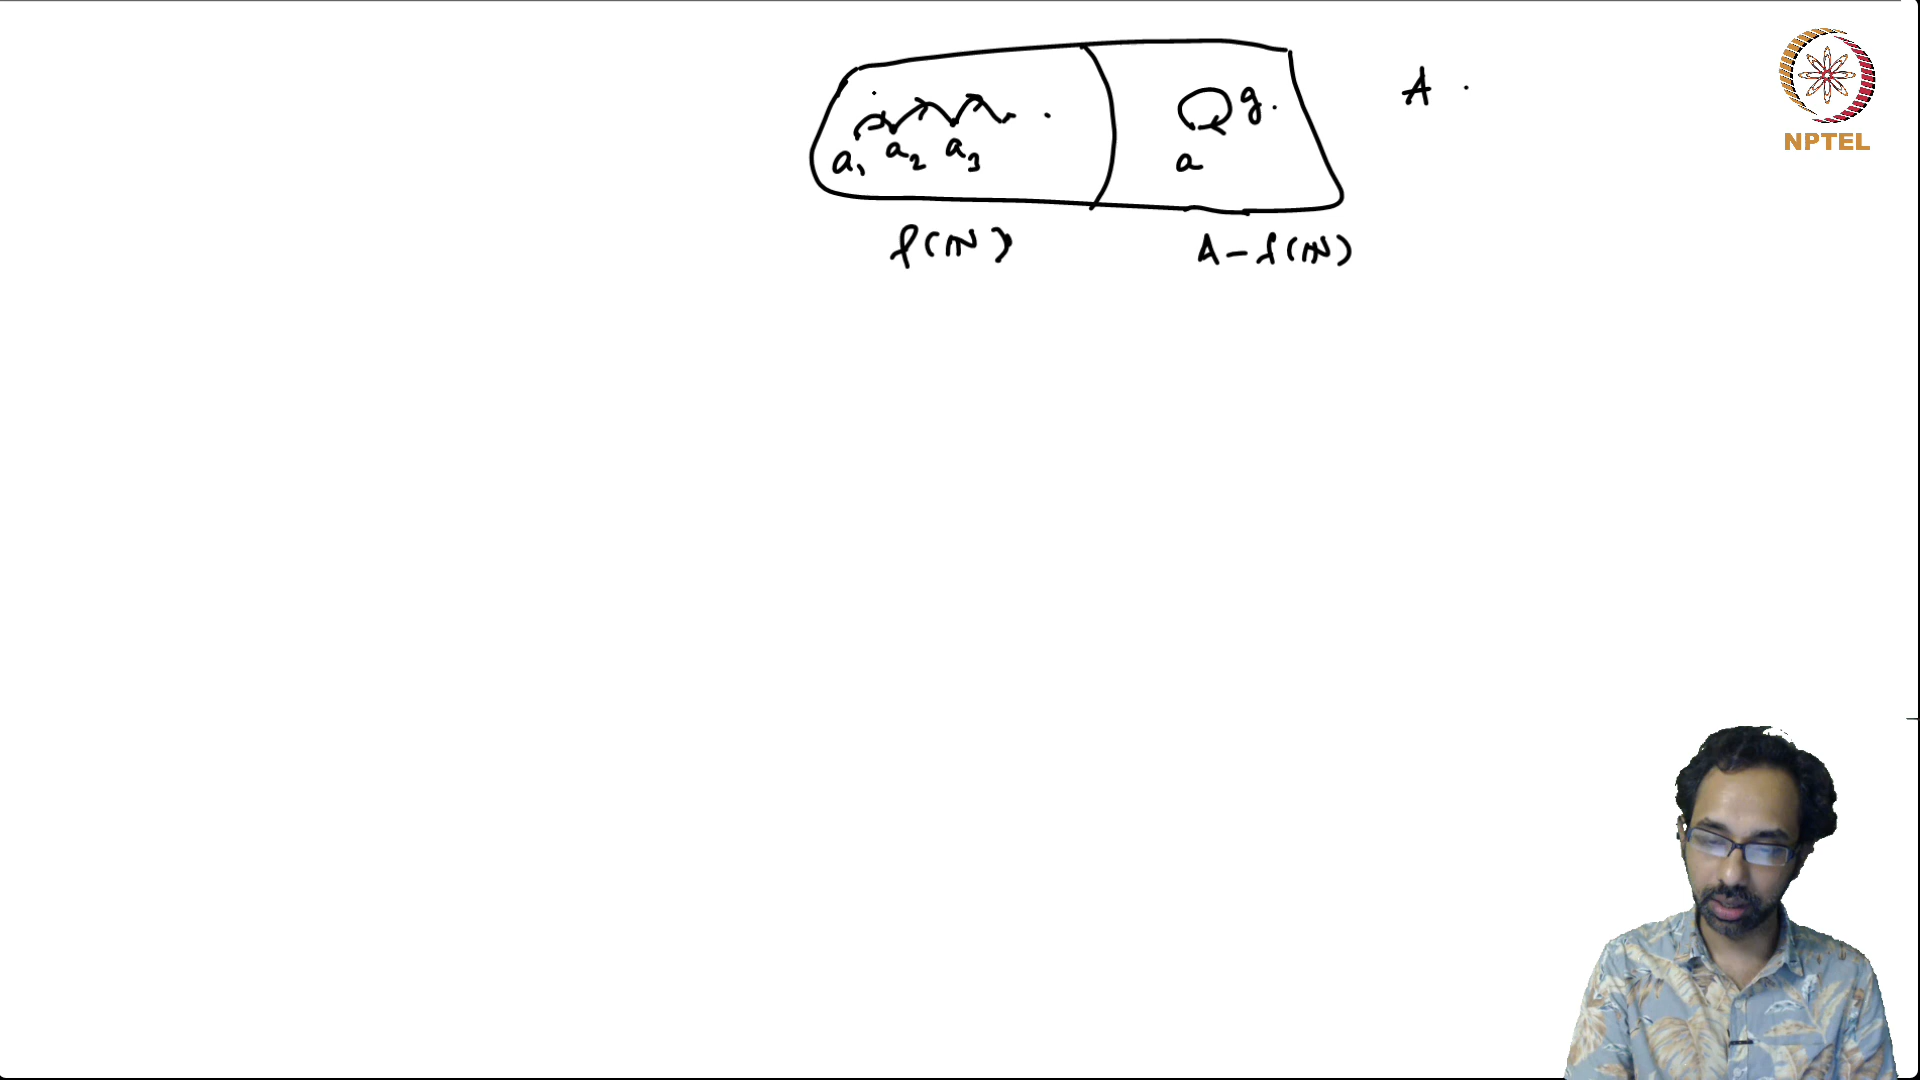 g. A .
a₁ a₂ a₃ a
f(ℕ) A - f(ℕ)
NPTEL